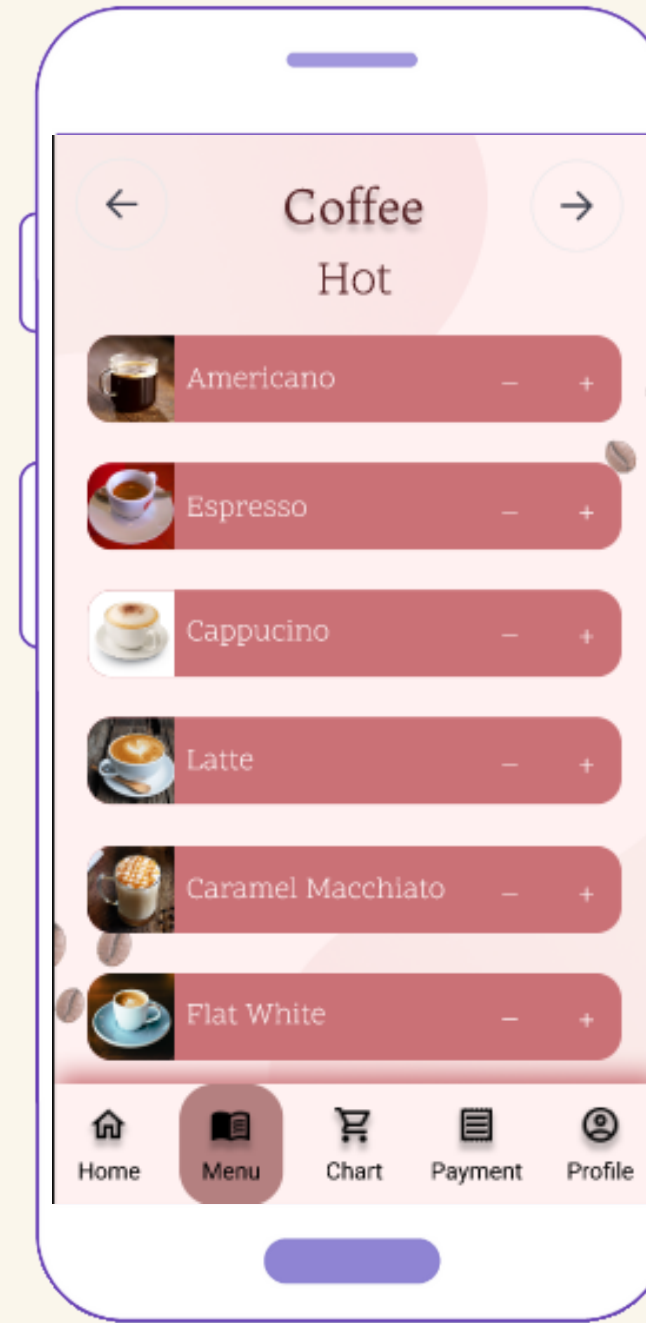 Coffee
Hot
Americano – +
Espresso – +
Cappucino – +
Latte – +
Caramel Macchiato – +
Flat White – +
Home Menu Chart Payment Profile